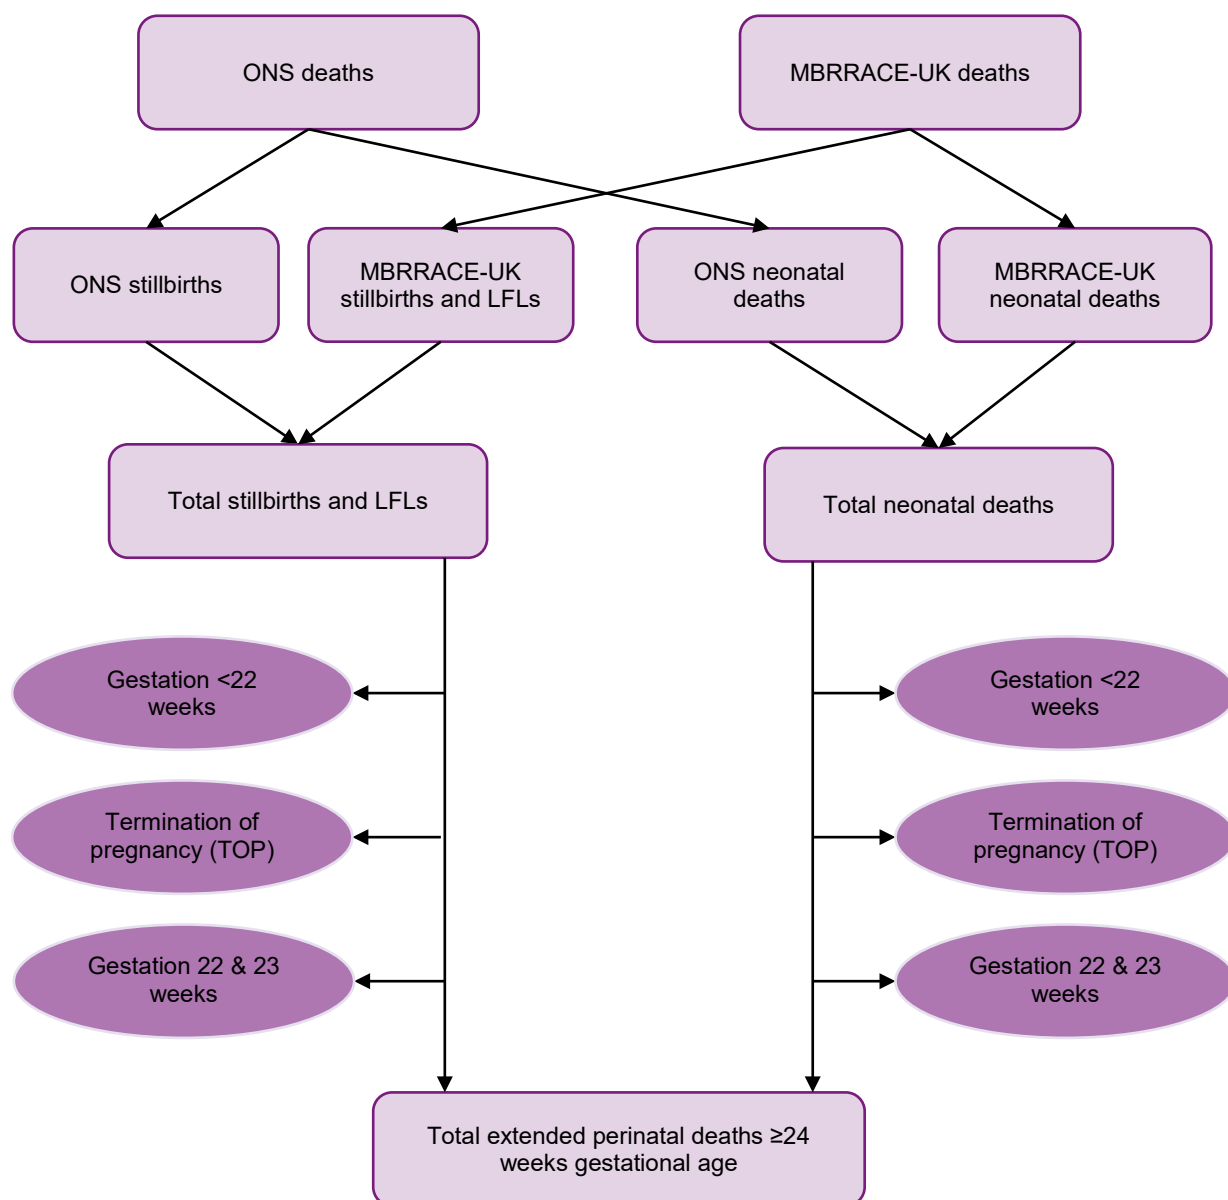 ONS deaths
MBRRACE-UK deaths
ONS stillbirths
MBRRACE-UK
stillbirths and LFLs
ONS neonatal
deaths
MBRRACE-UK
neonatal deaths
Total stillbirths and LFLs
Total neonatal deaths
Gestation <22
weeks
Gestation <22
weeks
Termination of
pregnancy (TOP)
Termination of
pregnancy (TOP)
Gestation 22 & 23
weeks
Gestation 22 & 23
weeks
Total extended perinatal deaths ≥24
weeks gestational age